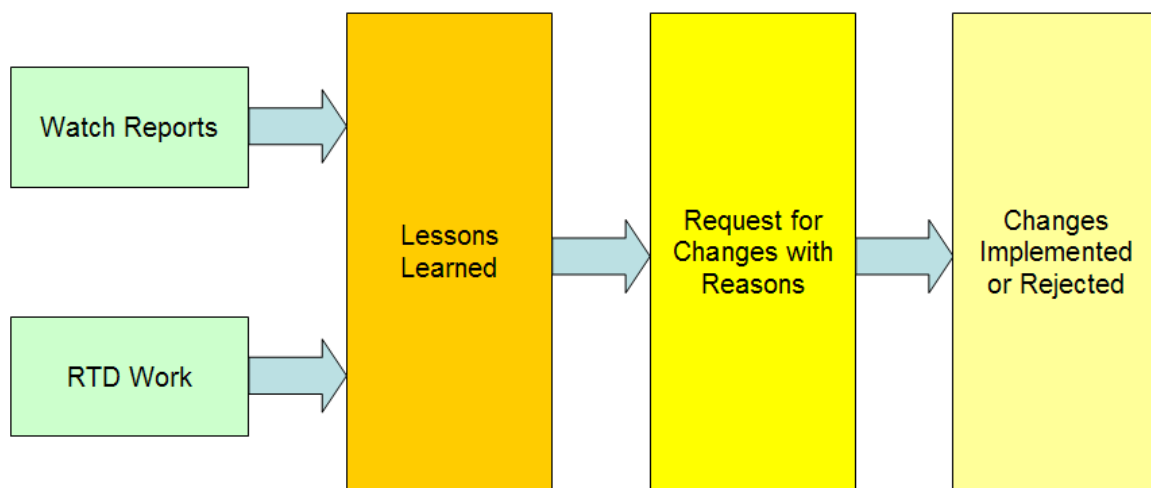 Watch Reports
RTD Work
Lessons
Learned
Request for
Changes with
Reasons
Changes
Implemented
or Rejected